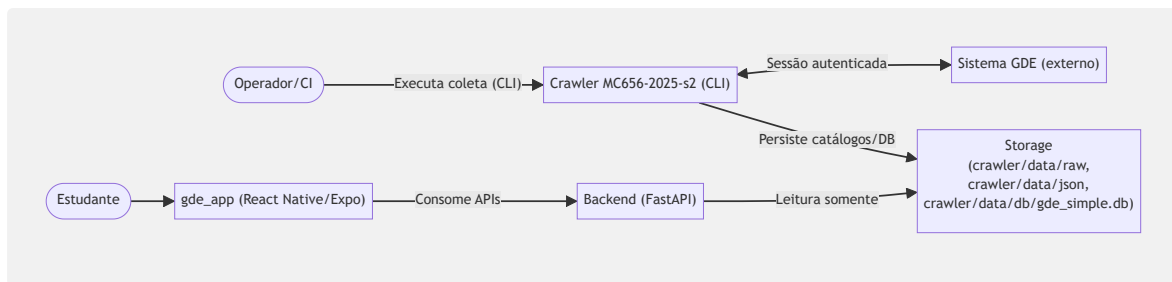 Operador/CI
Executa coleta (CLI)
Crawler MC656-2025-s2 (CLI)
Sessão autenticada
Sistema GDE (externo)
Persiste catálogos/DB
Storage
(crawler/data/raw,
crawler/data/json,
crawler/data/db/gde_simple.db)
Estudante
gde_app (React Native/Expo)
Consome APIs
Backend (FastAPI)
Leitura somente